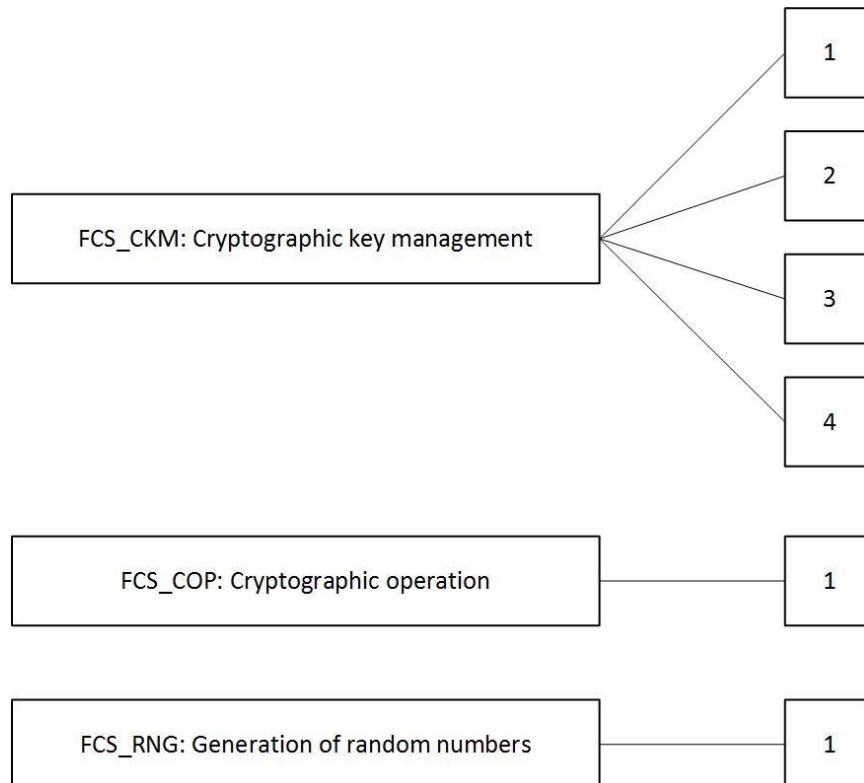 1
2
FCS_CKM: Cryptographic key management
3
4
FCS_COP: Cryptographic operation
1
FCS_RNG: Generation of random numbers
1